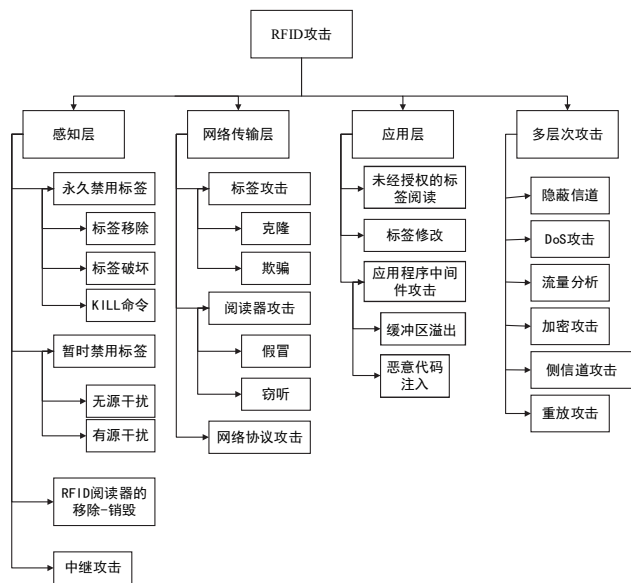 RFID攻击
感知层
永久禁用标签
标签移除
标签破坏
KILL命令
暂时禁用标签
无源干扰
有源干扰
RFID阅读器的
移除-销毁
中继攻击
网络传输层
标签攻击
克隆
欺骗
阅读器攻击
假冒
窃听
网络协议攻击
应用层
未经授权的标
签阅读
标签修改
应用程序中间
件攻击
缓冲区溢出
恶意代码
注入
多层次攻击
隐蔽信道
DoS攻击
流量分析
加密攻击
侧信道攻击
重放攻击